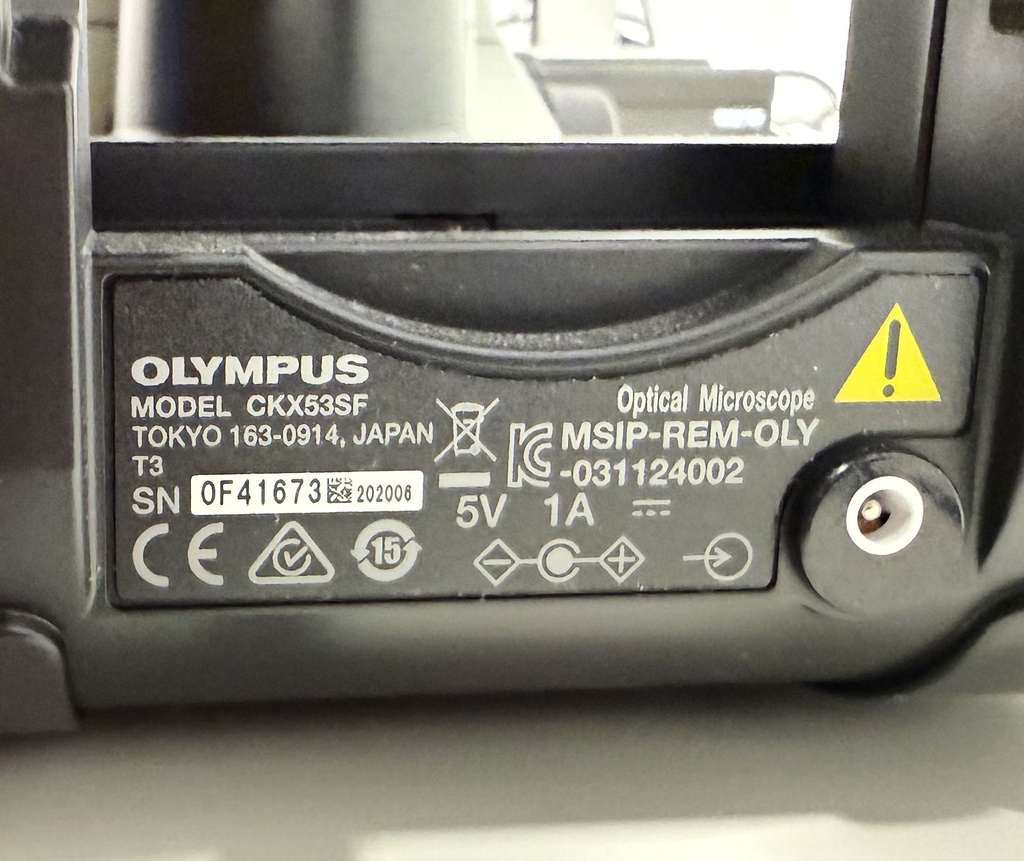 OLYMPUS
MODEL CKX53SF
TOKYO 163-0914, JAPAN
T3
SN 0F41673 202006
CE
15
Optical Microscope
MSIP-REM-OLY
-031124002
5V 1A